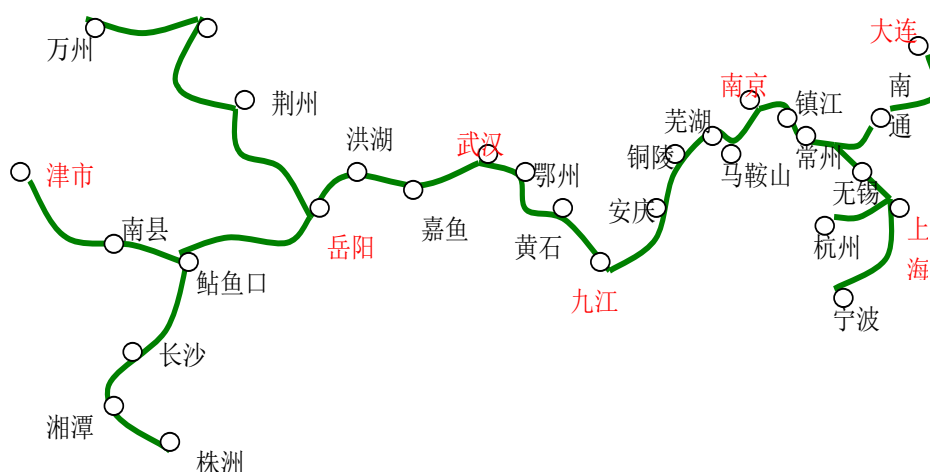 大连
万州
南京
南
通
荆州
镇江
芜湖
洪湖
武汉
常州
铜陵
马鞍山
津市
鄂州
无锡
安庆
南县
嘉鱼
上
海
岳阳
黄石
杭州
鲇鱼口
九江
宁波
长沙
湘潭
株洲